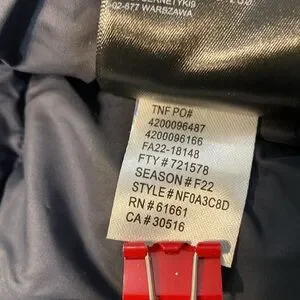 02-677 WARSZAWA
TNF PO#
4200096487
4200096166
FA22-18148
FTY # 721578
SEASON # F22
STYLE # NF0A3C8D
RN # 61661
CA # 30516